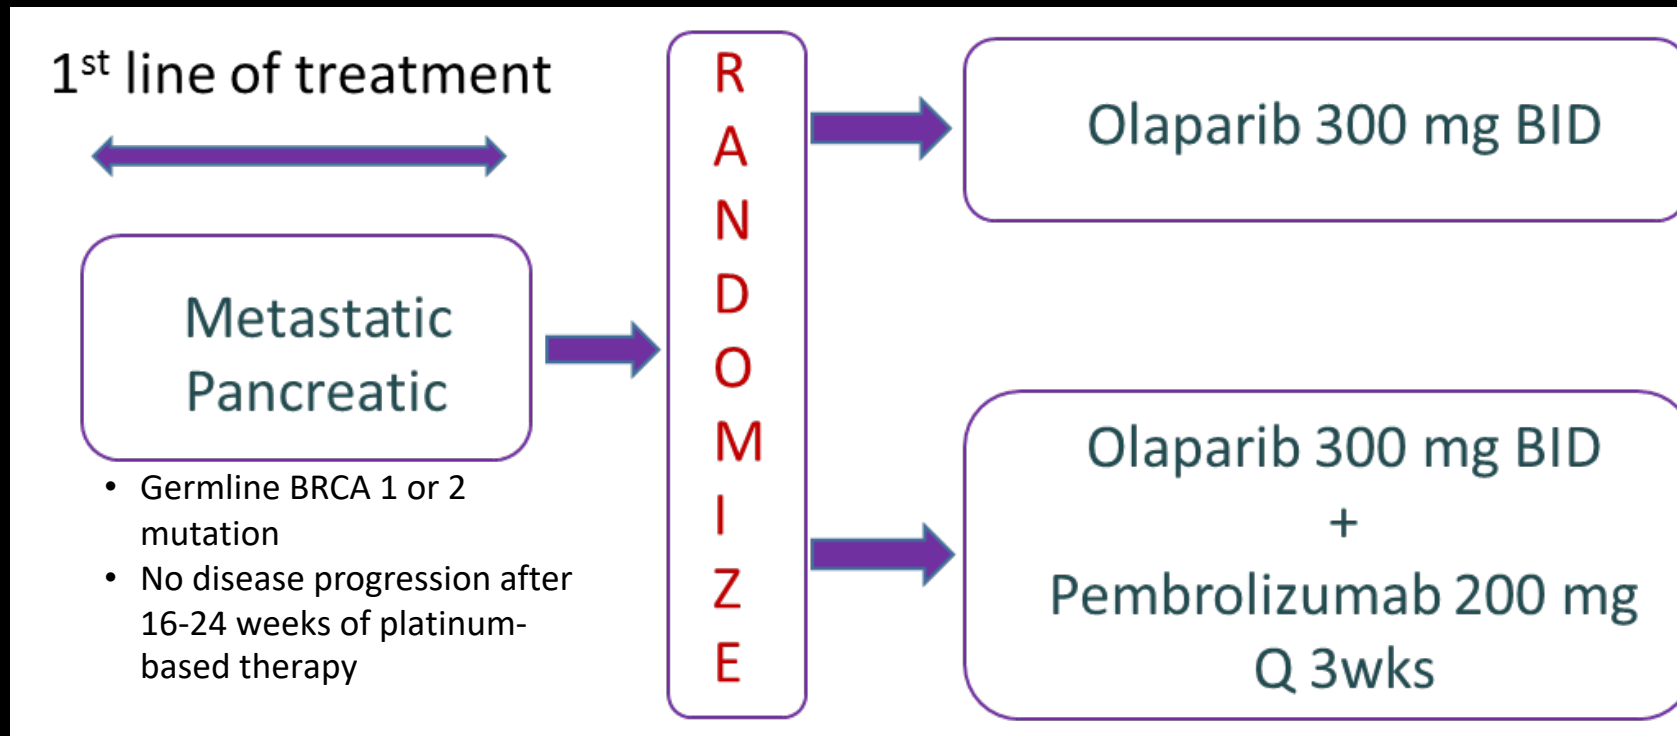 1st line of treatment
Metastatic
Pancreatic
• Germline BRCA 1 or 2
mutation
• No disease progression after
16-24 weeks of platinum-
based therapy
R
A
N
D
O
M
I
Z
E
Olaparib 300 mg BID
Olaparib 300 mg BID
+
Pembrolizumab 200 mg
Q 3wks